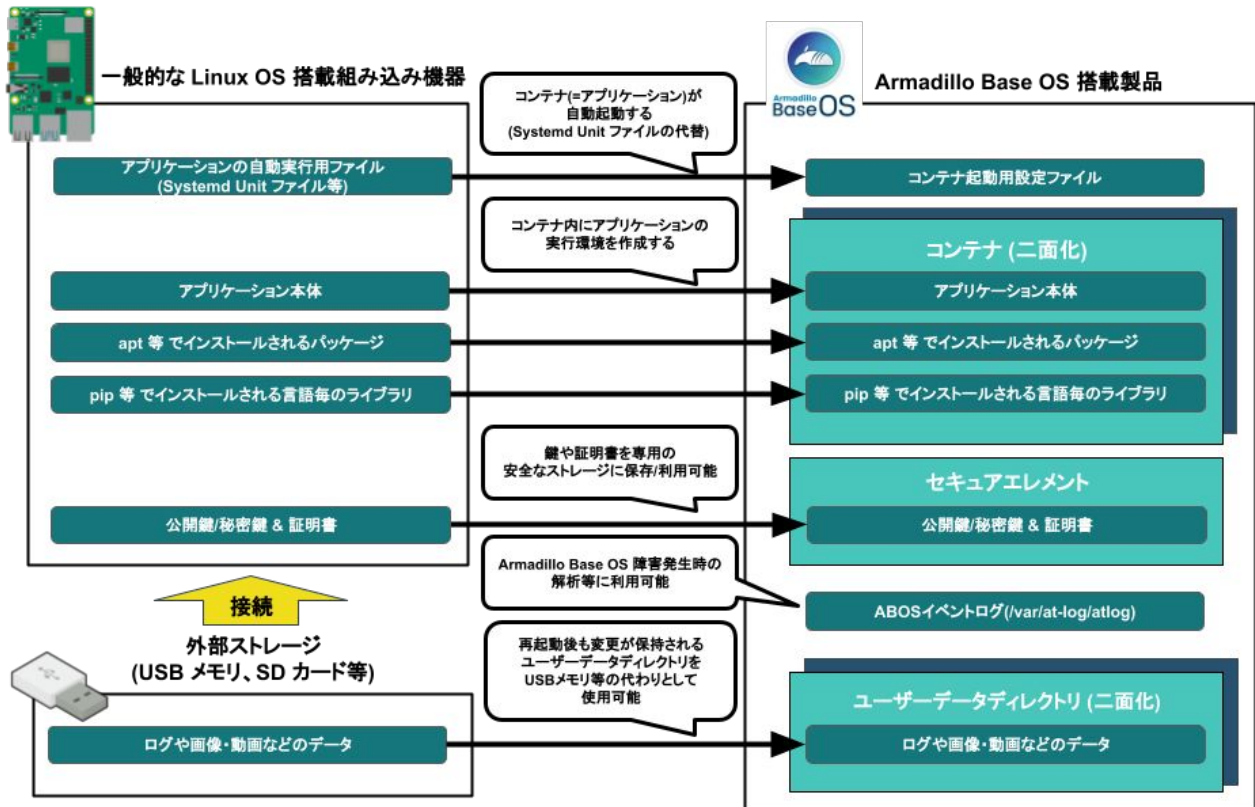 一般的な Linux OS 搭載組み込み機器
Armadillo
Base OS
Armadillo Base OS 搭載製品
コンテナ(=アプリケーション)が
自動起動する
(Systemd Unit ファイルの代替)
アプリケーションの自動実行用ファイル
(Systemd Unit ファイル等)
コンテナ起動用設定ファイル
コンテナ内にアプリケーションの
実行環境を作成する
コンテナ (二面化)
アプリケーション本体
アプリケーション本体
apt 等 でインストールされるパッケージ
apt 等 でインストールされるパッケージ
pip 等 でインストールされる言語毎のライブラリ
pip 等 でインストールされる言語毎のライブラリ
鍵や証明書を専用の
安全なストレージに保存/利用可能
セキュアエレメント
公開鍵/秘密鍵 & 証明書
公開鍵/秘密鍵 & 証明書
Armadillo Base OS 障害発生時の
解析等に利用可能
ABOSイベントログ(/var/at-log/atlog)
接続
外部ストレージ
(USB メモリ、SD カード等)
再起動後も変更が保持される
ユーザーデータディレクトリを
USBメモリ等の代わりとして
使用可能
ユーザーデータディレクトリ (二面化)
ログや画像・動画などのデータ
ログや画像・動画などのデータ